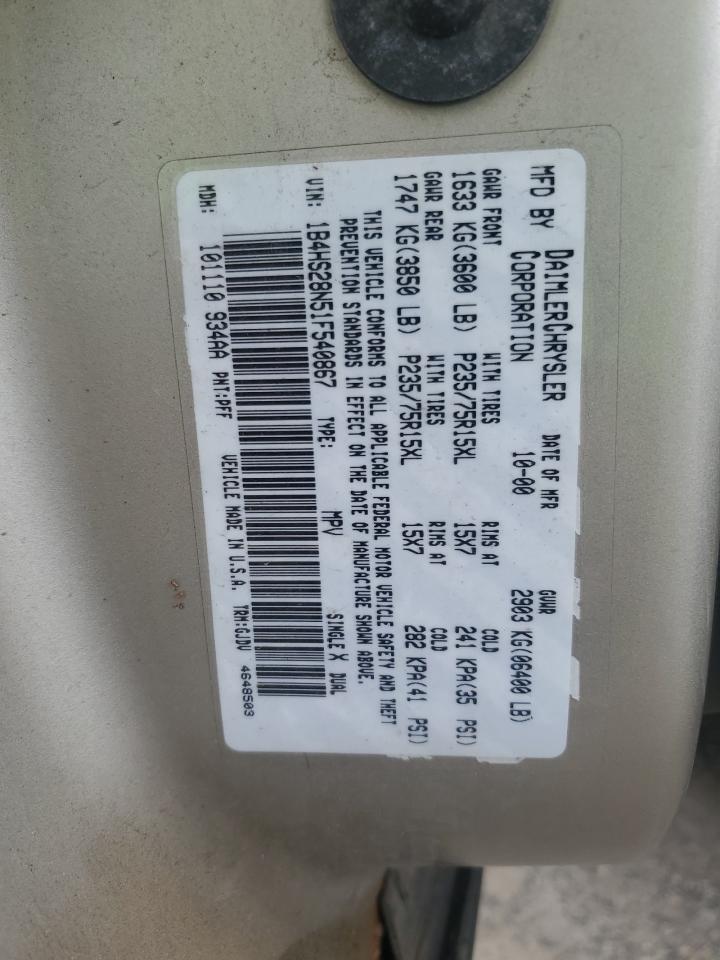 MFD BY DAIMLERCHRYSLER CORPORATION DATE OF MFR 10-00 GVWR 2903 KG(06400 LB)
GAWR FRONT WITH TIRES RIMS AT COLD
1633 KG(3600 LB) P235/75R15XL 15X7 241 KPA(35 PSI)
GAWR REAR WITH TIRES RIMS AT COLD
1747 KG(3850 LB) P235/75R15XL 15X7 282 KPA(41 PSI)
THIS VEHICLE CONFORMS TO ALL APPLICABLE FEDERAL MOTOR VEHICLE SAFETY AND THEFT
PREVENTION STANDARDS IN EFFECT ON THE DATE OF MANUFACTURE SHOWN ABOVE.
VIN: 1B4HS28N51F540867 TYPE: MPV SINGLE X DUAL
MDH: 101110 934AA PNT:PFF VEHICLE MADE IN U.S.A. TRM:GJDV 4648503